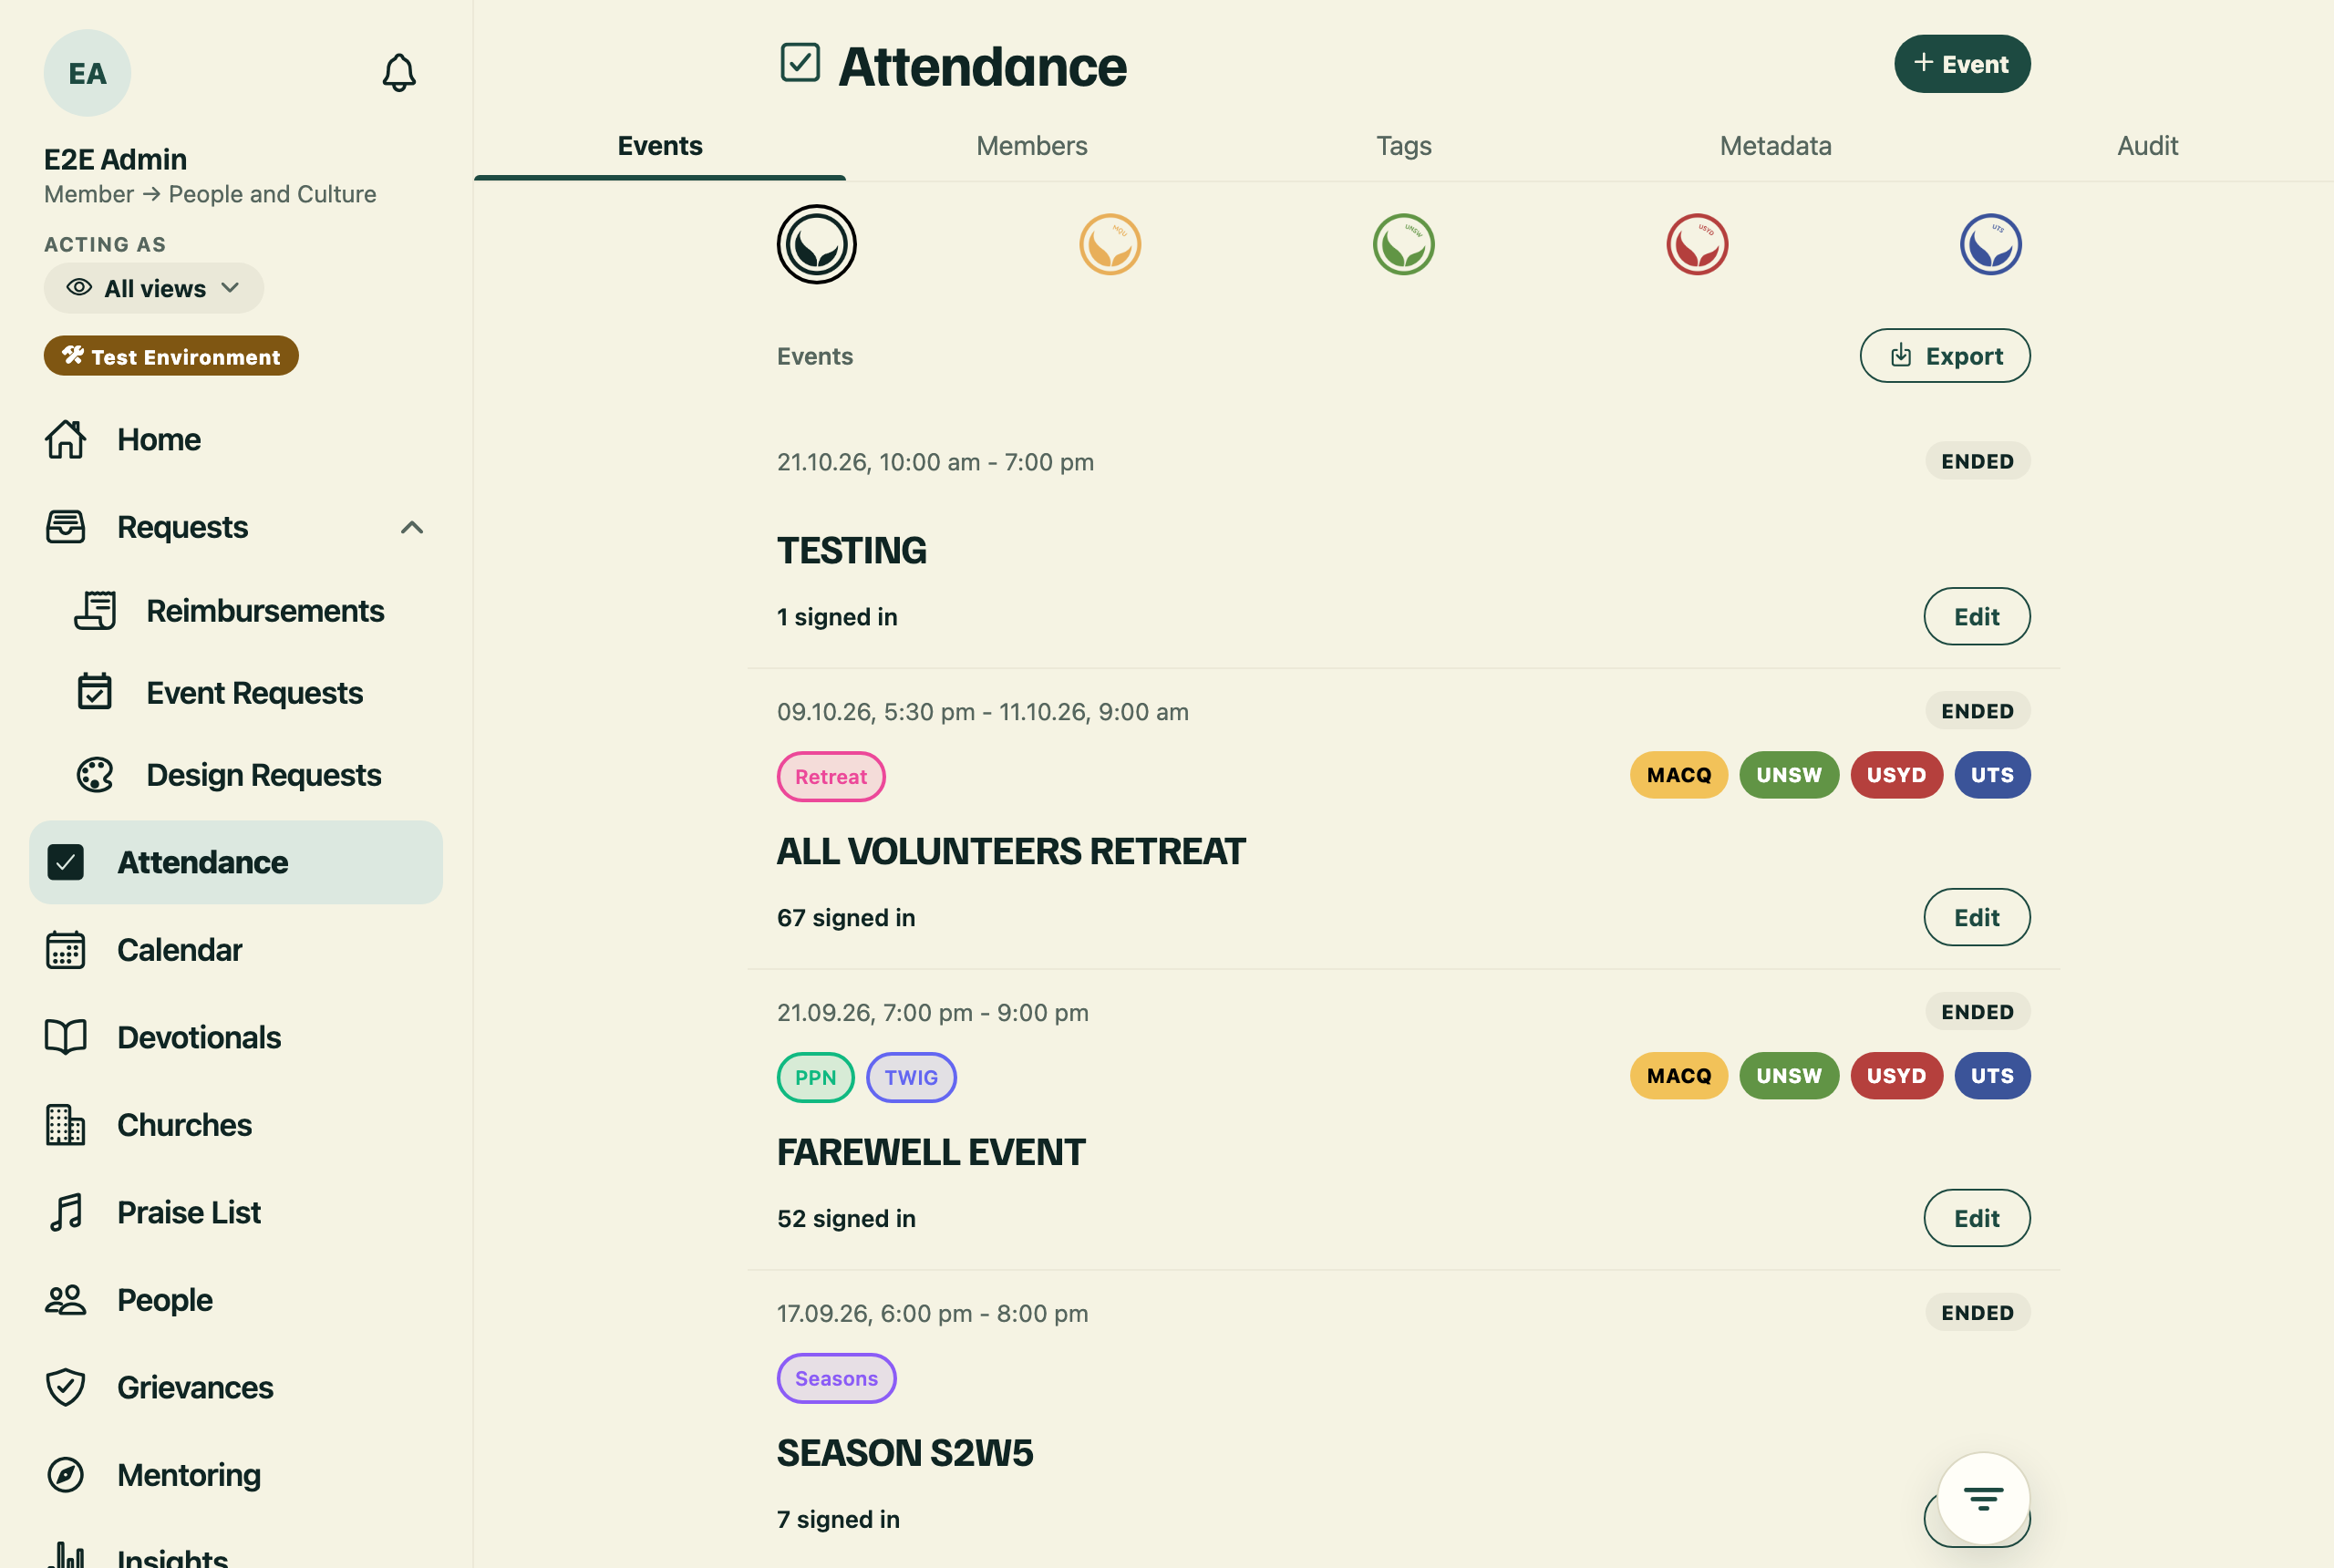 EA
E2E Admin
Member → People and Culture
ACTING AS
All views
Test Environment
Home
Requests
Reimbursements
Event Requests
Design Requests
Attendance
Calendar
Devotionals
Churches
Praise List
People
Grievances
Mentoring
Insights
Attendance
+ Event
Events Members Tags Metadata Audit
MQU UNSW USYD UTS
Events
Export
21.10.26, 10:00 am - 7:00 pm ENDED
TESTING
1 signed in Edit
09.10.26, 5:30 pm - 11.10.26, 9:00 am ENDED
Retreat MACQ UNSW USYD UTS
ALL VOLUNTEERS RETREAT
67 signed in Edit
21.09.26, 7:00 pm - 9:00 pm ENDED
PPN TWIG MACQ UNSW USYD UTS
FAREWELL EVENT
52 signed in Edit
17.09.26, 6:00 pm - 8:00 pm ENDED
Seasons
SEASON S2W5
7 signed in